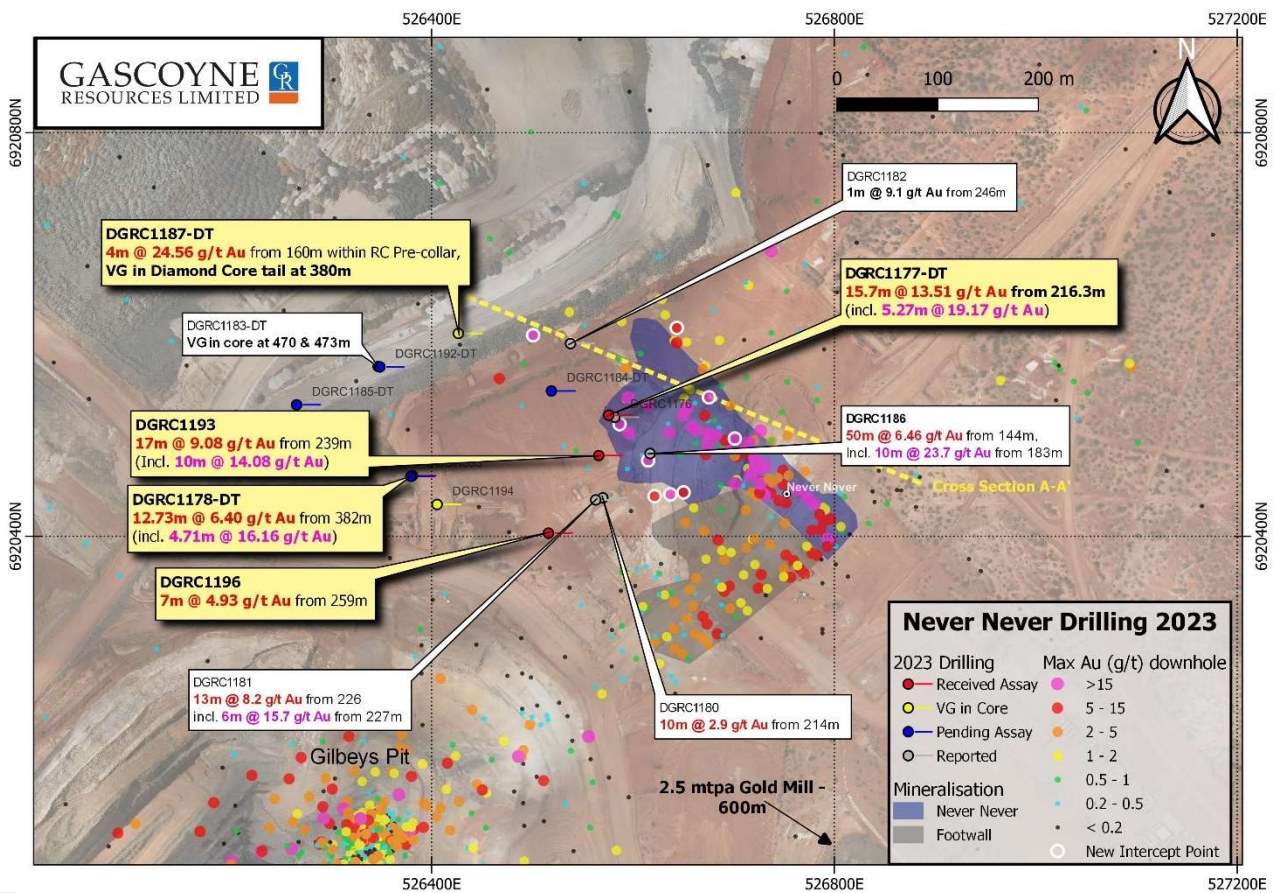 526400E
526800E
527200E
GASCOYNE
RESOURCES LIMITED
GR
N
0 100 200 m
6920800N
6920800N
DGRC1182
1m @ 9.1 g/t Au from 246m
DGRC1187-DT
4m @ 24.56 g/t Au from 160m within RC Pre-collar,
VG in Diamond Core tail at 380m
DGRC1177-DT
15.7m @ 13.51 g/t Au from 216.3m
(incl. 5.27m @ 19.17 g/t Au)
DGRC1183-DT
VG in core at 470 & 473m
DGRC1192-DT
DGRC1184-DT
DGRC1185-DT
DGRC1176
DGRC1193
17m @ 9.08 g/t Au from 239m
(Incl. 10m @ 14.08 g/t Au)
DGRC1186
50m @ 6.46 g/t Au from 144m,
Incl. 10m @ 23.7 g/t Au from 183m
Never Never
Cross Section A-A'
DGRC1178-DT
12.73m @ 6.40 g/t Au from 382m
(incl. 4.71m @ 16.16 g/t Au)
DGRC1194
6920400N
6920400N
DGRC1196
7m @ 4.93 g/t Au from 259m
DGRC1181
13m @ 8.2 g/t Au from 226
incl. 6m @ 15.7 g/t Au from 227m
DGRC1180
10m @ 2.9 g/t Au from 214m
Gilbeys Pit
2.5 mtpa Gold Mill -
600m
Never Never Drilling 2023
2023 Drilling
Received Assay
VG in Core
Pending Assay
Reported
Mineralisation
Never Never
Footwall
Max Au (g/t) downhole
>15
5 - 15
2 - 5
1 - 2
0.5 - 1
0.2 - 0.5
< 0.2
New Intercept Point
526400E
526800E
527200E